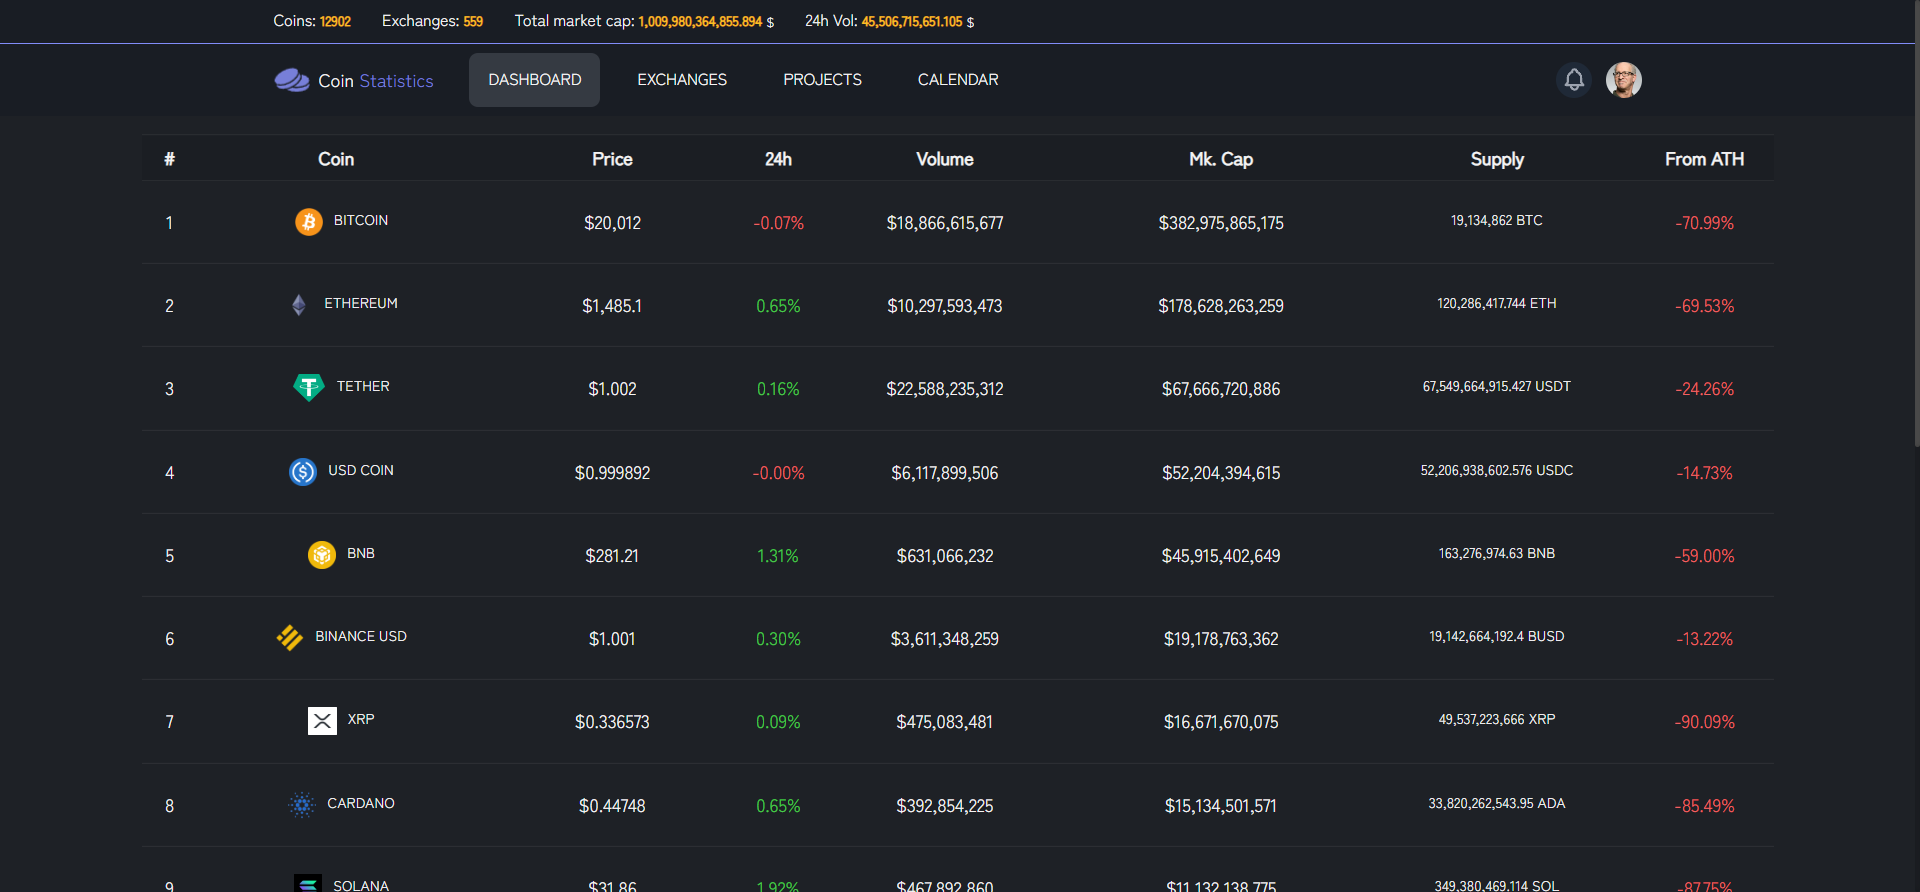 Coins: 12902 Exchanges: 559 Total market cap: 1,009,980,364,855.894 $ 24h Vol: 45,506,715,651.105 $
Coin Statistics DASHBOARD EXCHANGES PROJECTS CALENDAR
# Coin Price 24h Volume Mk. Cap Supply From ATH
1 BITCOIN $20,012 -0.07% $18,866,615,677 $382,975,865,175 19,134,862 BTC -70.99%
2 ETHEREUM $1,485.1 0.65% $10,297,593,473 $178,628,263,259 120,286,417.744 ETH -69.53%
3 TETHER $1.002 0.16% $22,588,235,312 $67,666,720,886 67,549,664,915.427 USDT -24.26%
4 USD COIN $0.999892 -0.00% $6,117,899,506 $52,204,394,615 52,206,938,602.576 USDC -14.73%
5 BNB $281.21 1.31% $631,066,232 $45,915,402,649 163,276,974.63 BNB -59.00%
6 BINANCE USD $1.001 0.30% $3,611,348,259 $19,178,763,362 19,142,664,192.4 BUSD -13.22%
7 XRP $0.336573 0.09% $475,083,481 $16,671,670,075 49,537,223,666 XRP -90.09%
8 CARDANO $0.44748 0.65% $392,854,225 $15,134,501,571 33,820,262,543.95 ADA -85.49%
9 SOLANA $31.86 1.92% $467,892,860 $11,132,138,775 349,380,469.114 SOL -87.75%